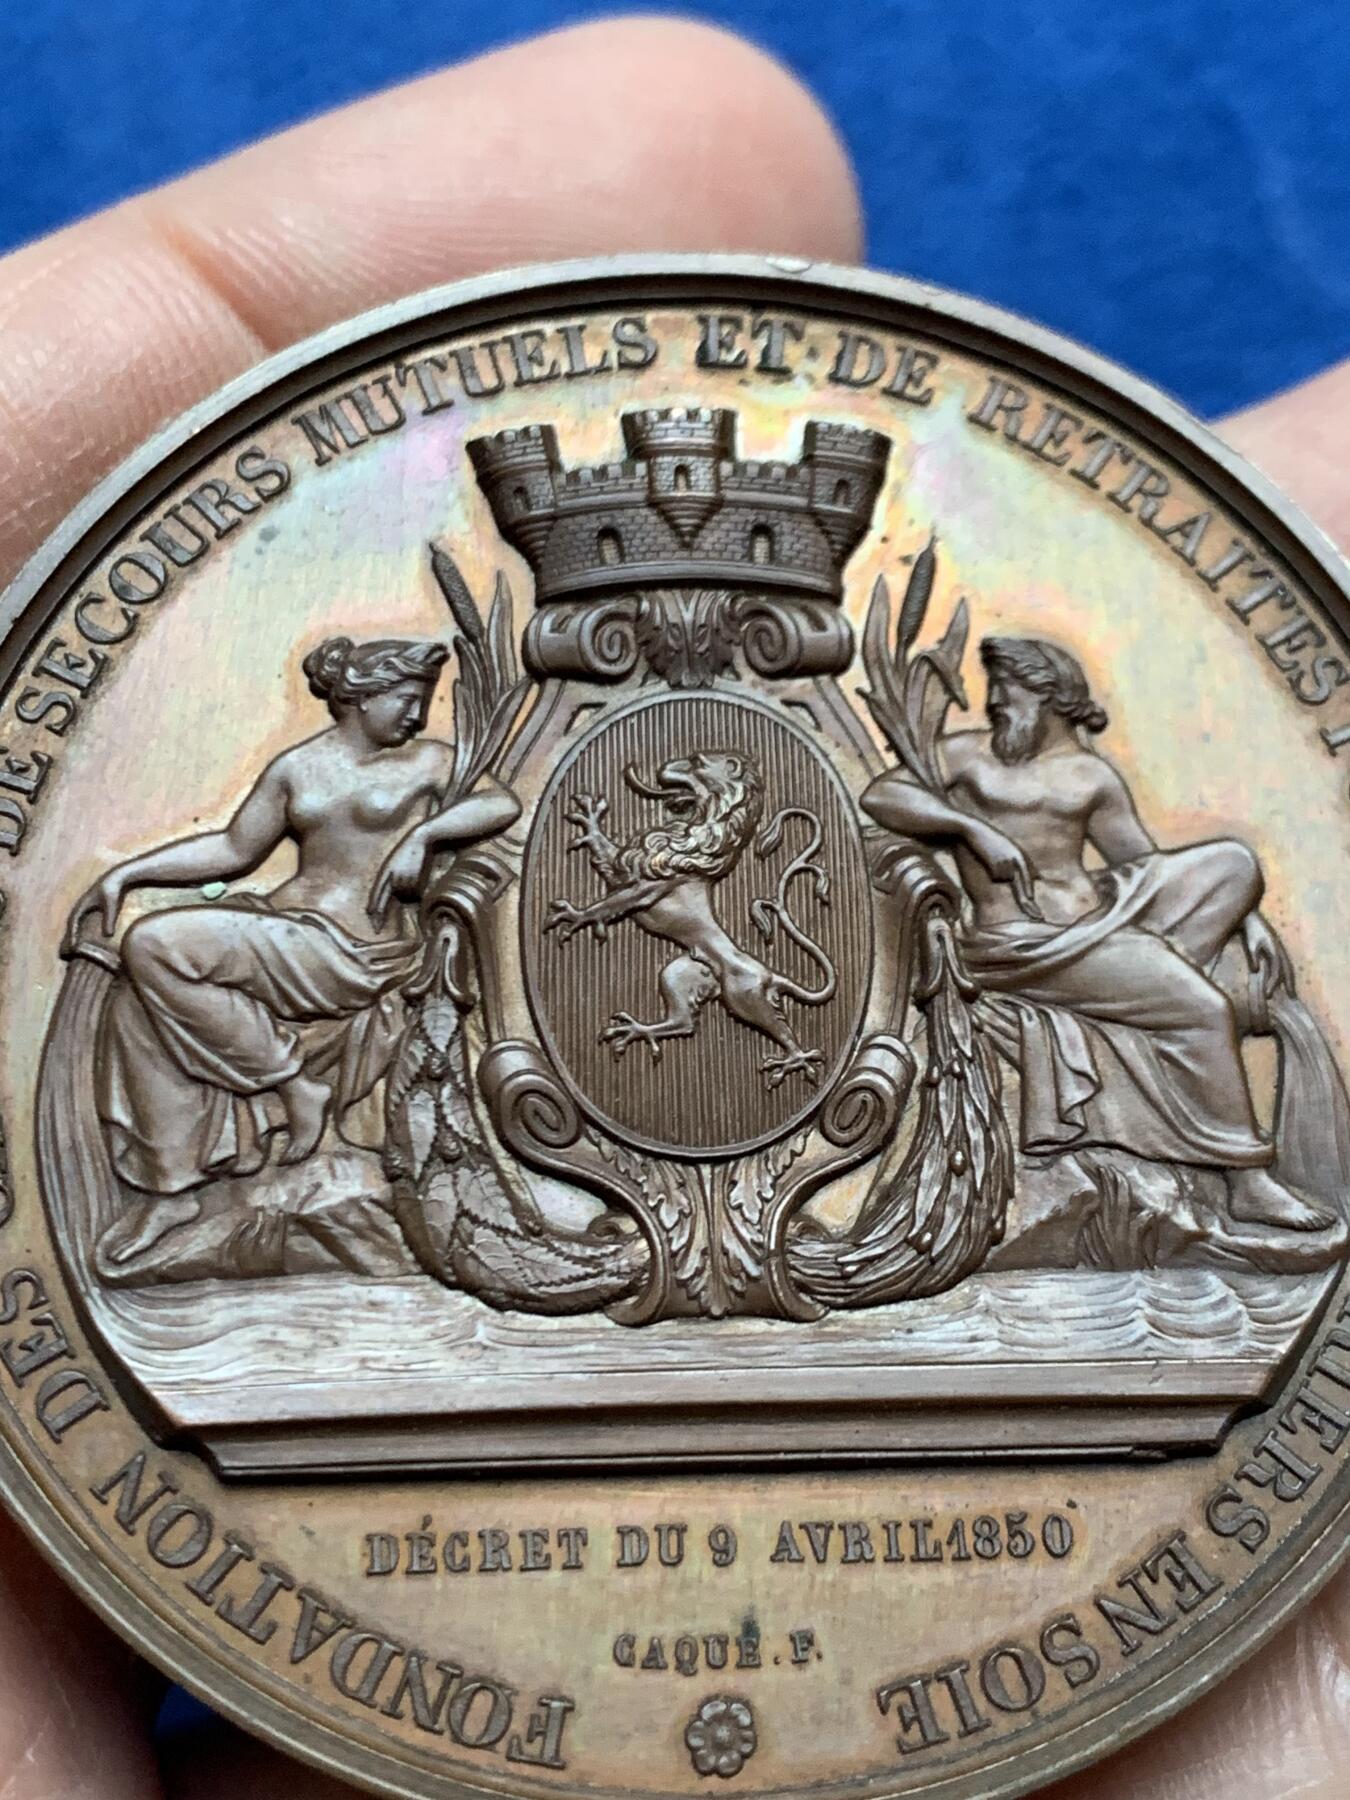 FONDATION DES DE SECOURS MUTUELS ET DE RETRAITES EN SOIE
DÉCRET DU 9 AVRIL 1850
CAQUÉ. F.